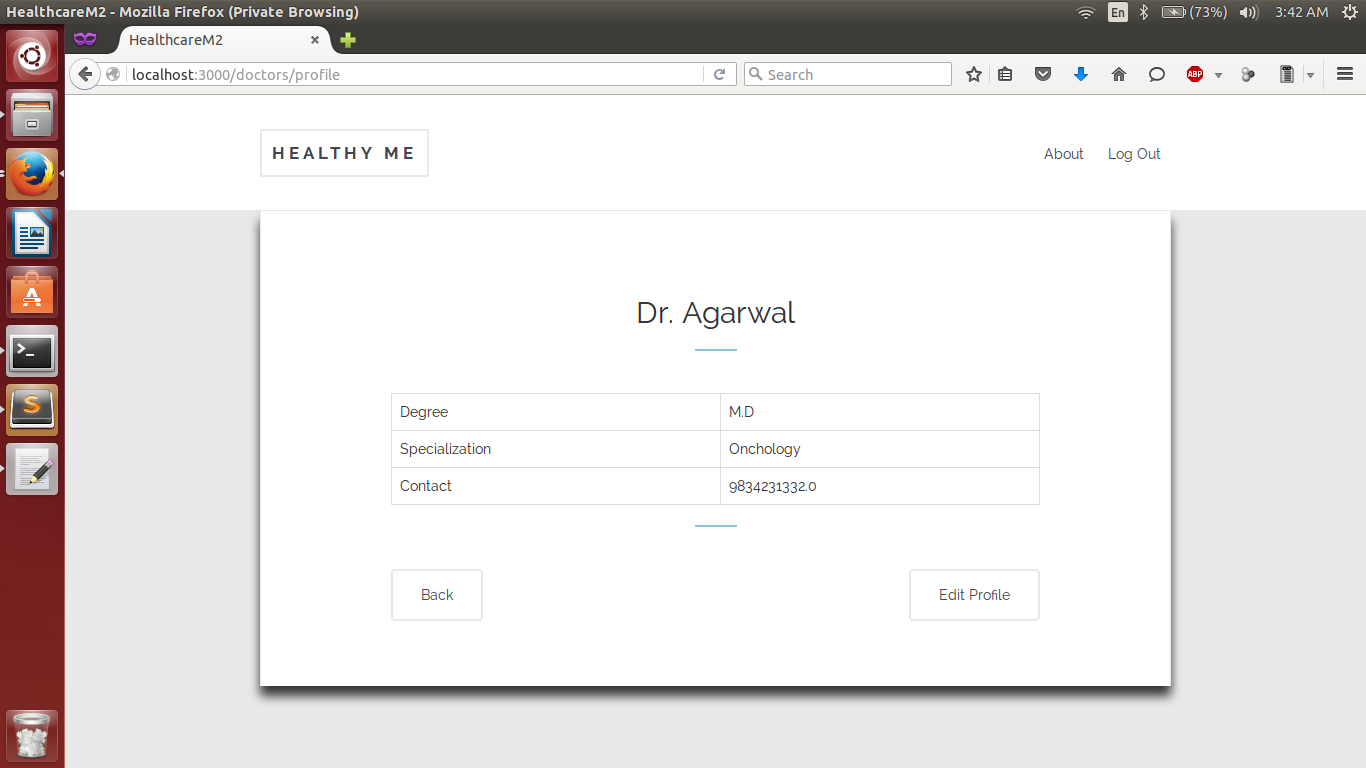 HealthcareM2 - Mozilla Firefox (Private Browsing)
En
(73%)
3:42 AM
HealthcareM2
localhost:3000/doctors/profile
Search
ABP
HEALTHY ME
About
Log Out
Dr. Agarwal
Degree
M.D
Specialization
Onchology
Contact
9834231332.0
Back
Edit Profile